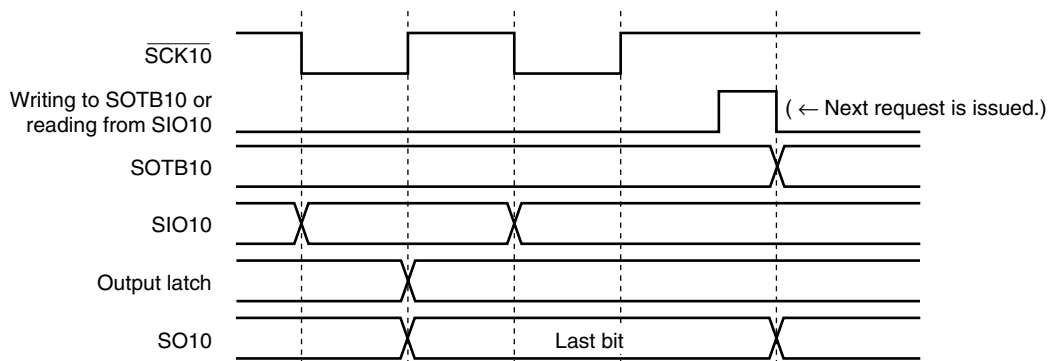 SCK10
Writing to SOTB10 or
reading from SIO10
( ← Next request is issued.)
SOTB10
SIO10
Output latch
SO10
Last bit